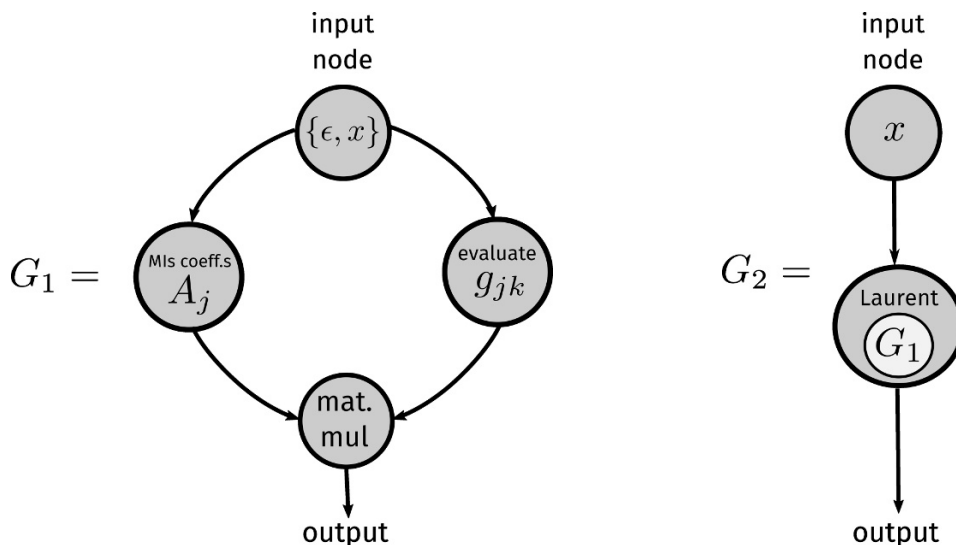 input
node
{ϵ, x}
G₁ =
MIs coeff.s
Aⱼ
evaluate
gⱼₖ
mat.
mul
output
input
node
x
G₂ =
Laurent
G₁
output